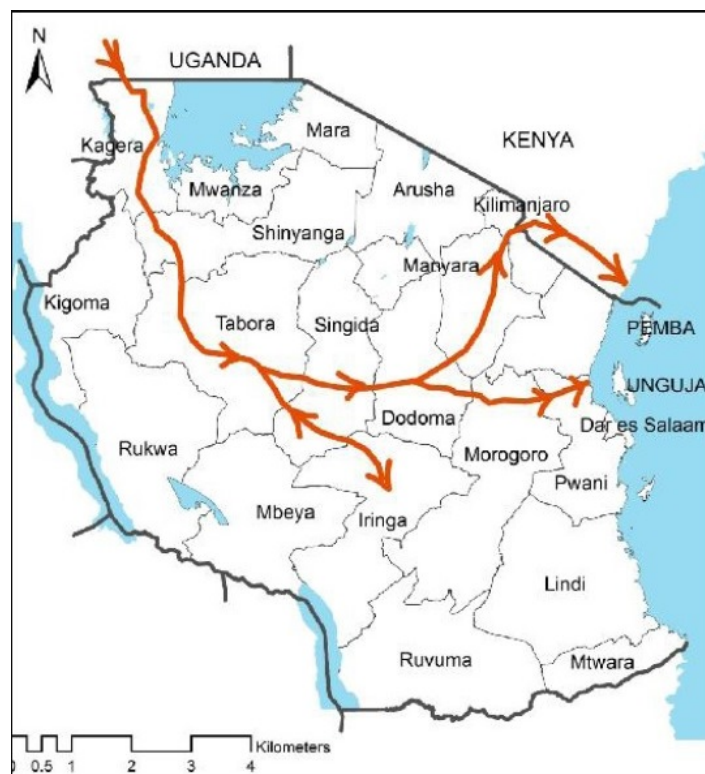 N
UGANDA
Mara
KENYA
Kagera
Mwanza
Arusha
Kilimanjaro
Shinyanga
Manyara
Kigoma
Tabora
Singida
PEMBA
UNGUJA
Dodoma
Dar es Salaam
Rukwa
Morogoro
Pwani
Mbeya
Iringa
Lindi
Ruvuma
Mtwara
Kilometers
0 0.5 1 2 3 4